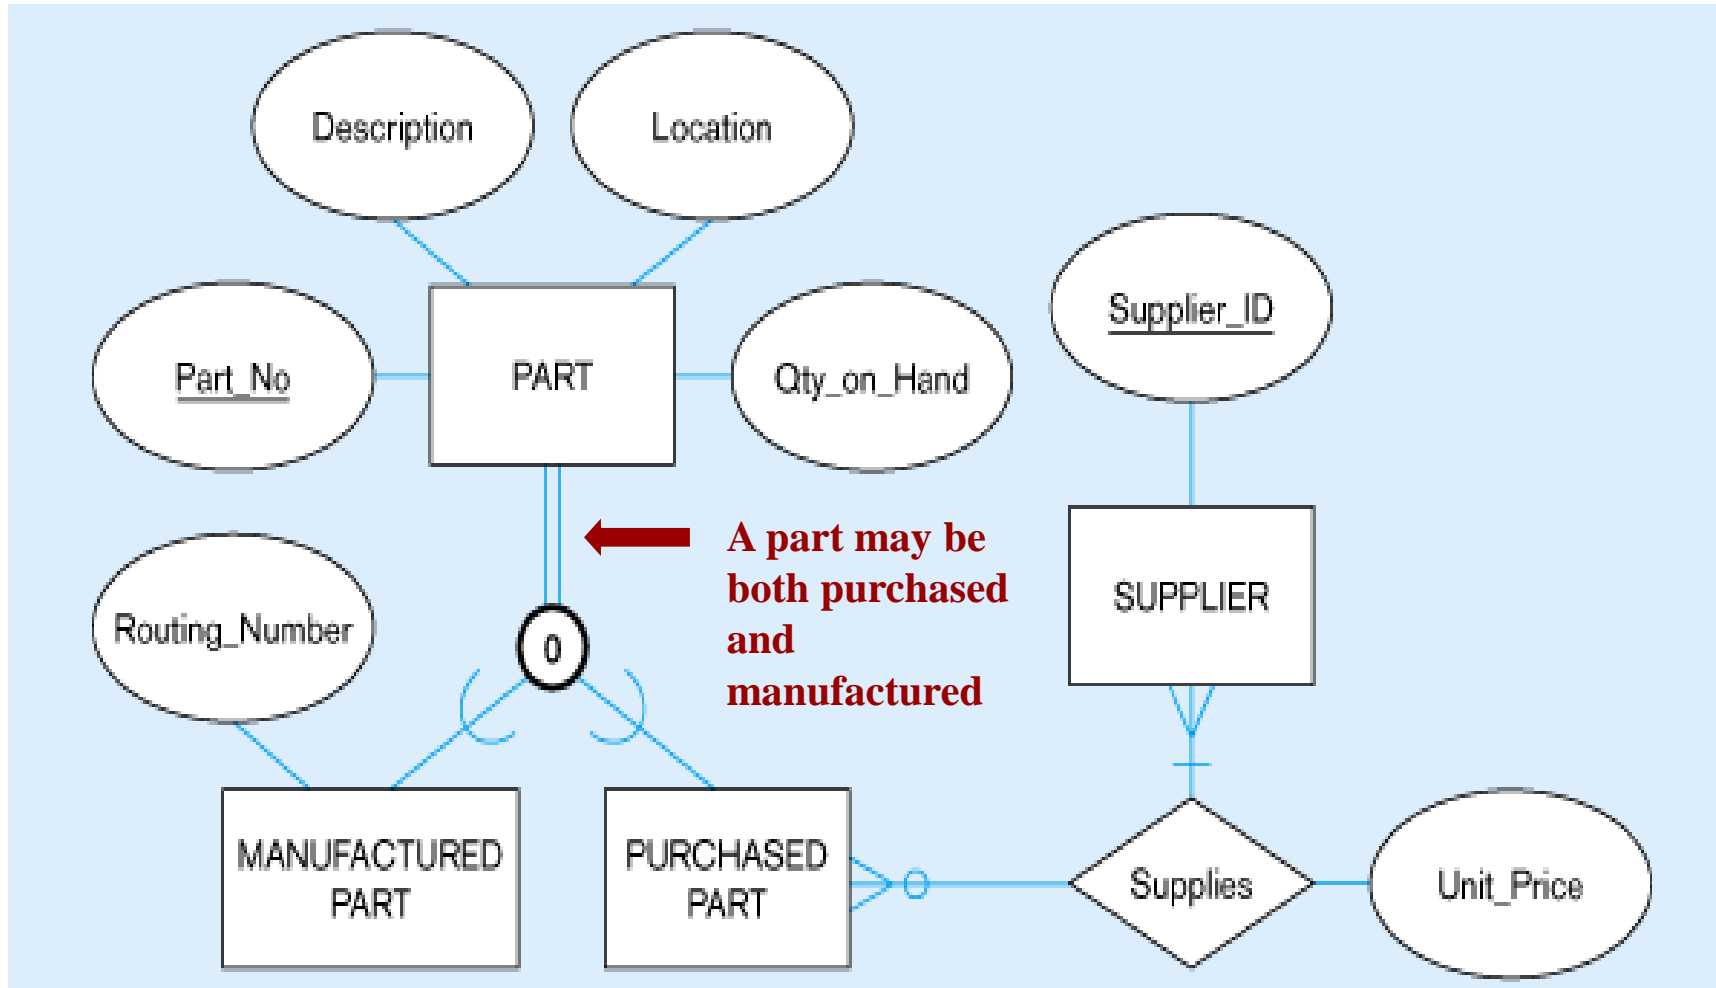 Description
Location
Part_No
PART
Qty_on_Hand
Supplier_ID
A part may be
both purchased
and
manufactured
SUPPLIER
Routing_Number
0
MANUFACTURED
PART
PURCHASED
PART
Supplies
Unit_Price